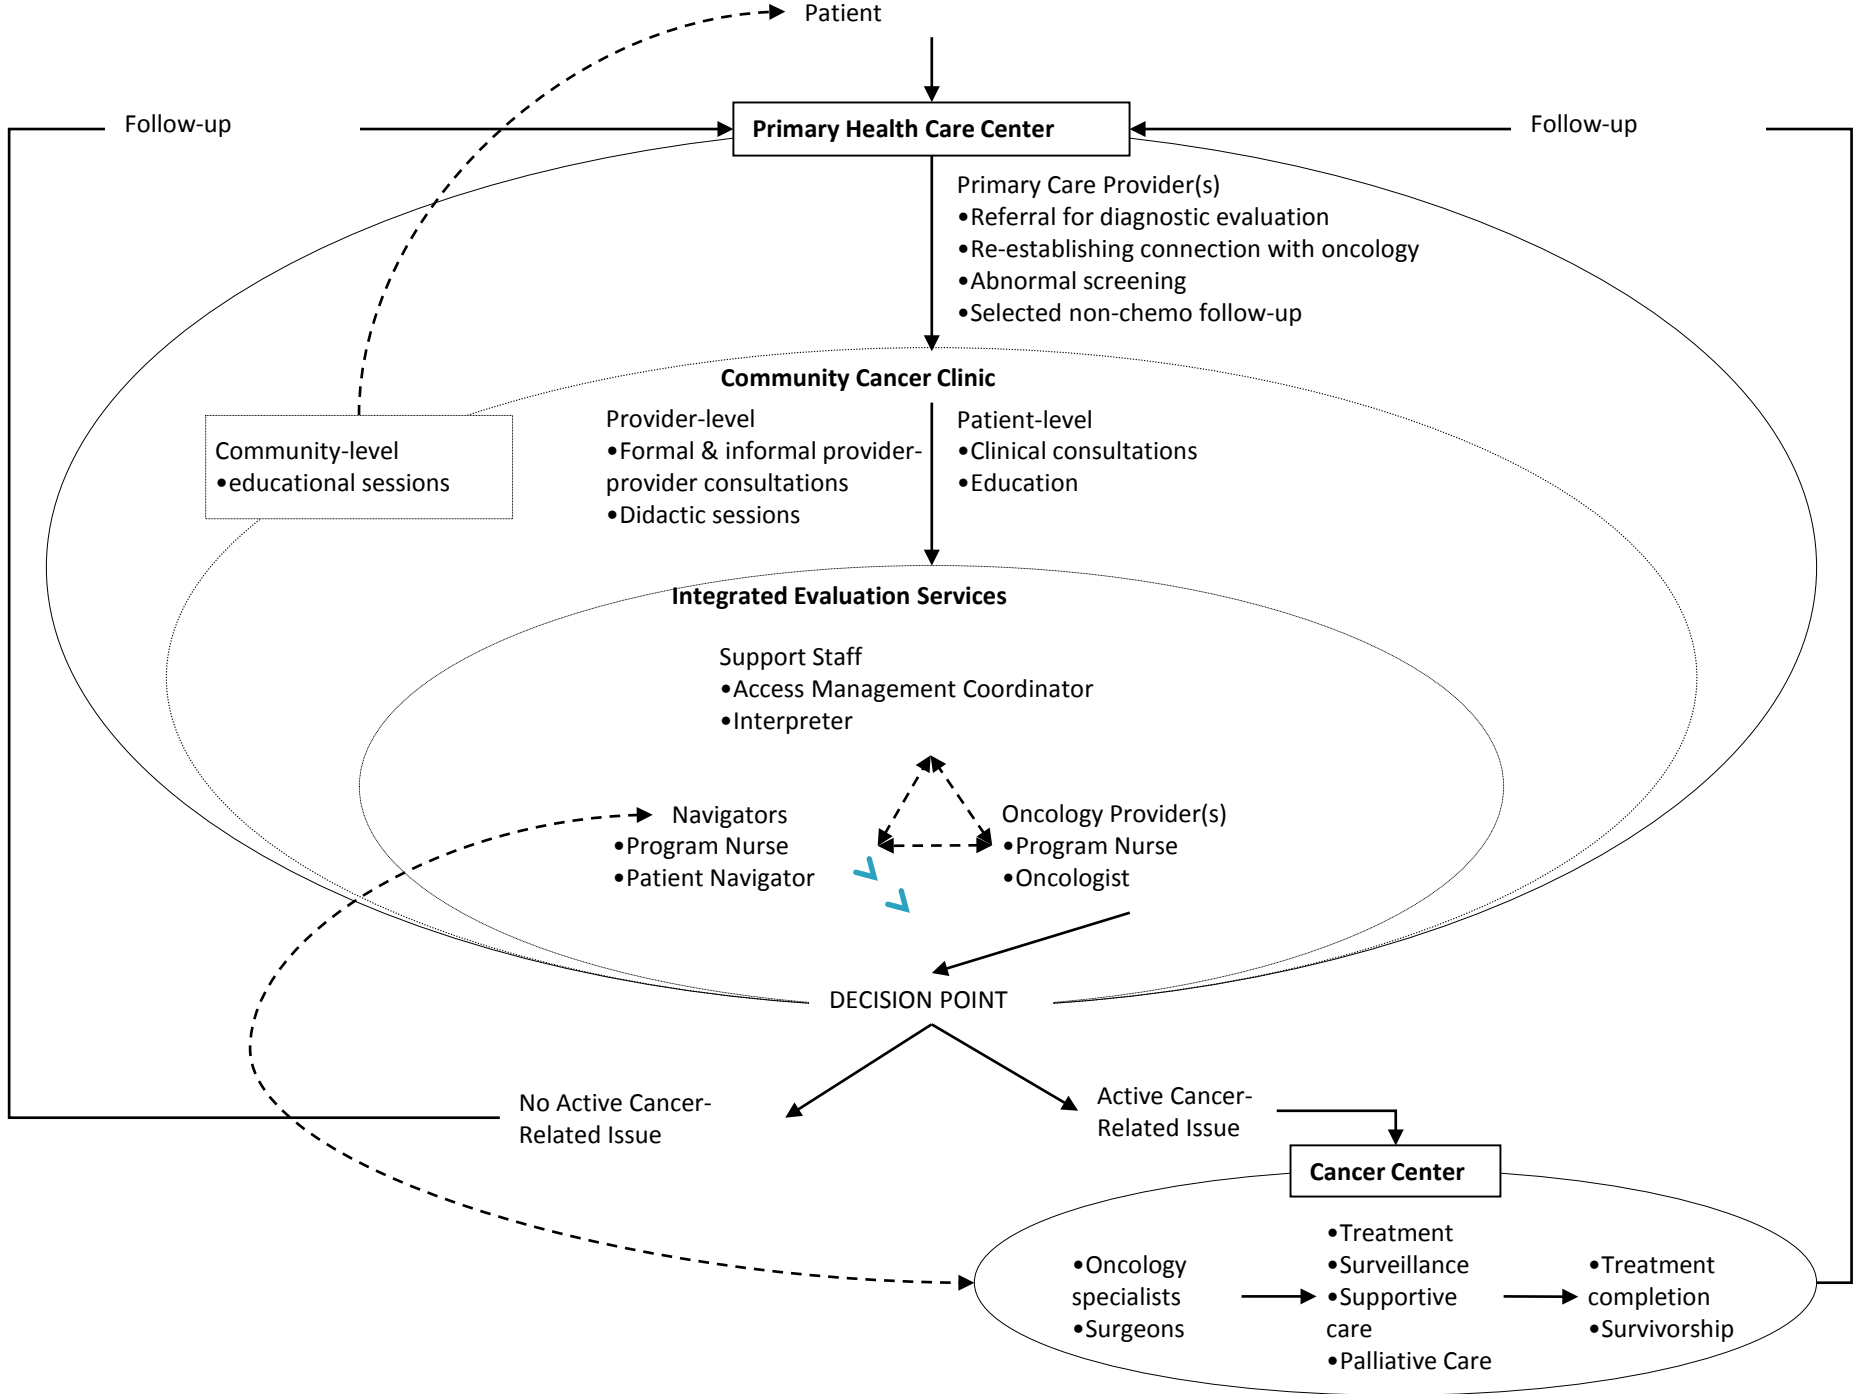 Patient
Follow-up
Primary Health Care Center
Follow-up
Primary Care Provider(s)
•Referral for diagnostic evaluation
•Re-establishing connection with oncology
•Abnormal screening
•Selected non-chemo follow-up
Community Cancer Clinic
Community-level
•educational sessions
Provider-level
•Formal & informal provider-
provider consultations
•Didactic sessions
Patient-level
•Clinical consultations
•Education
Integrated Evaluation Services
Support Staff
•Access Management Coordinator
•Interpreter
Navigators
•Program Nurse
•Patient Navigator
Oncology Provider(s)
•Program Nurse
•Oncologist
DECISION POINT
No Active Cancer-
Related Issue
Active Cancer-
Related Issue
Cancer Center
•Oncology
specialists
•Surgeons
•Treatment
•Surveillance
•Supportive
care
•Palliative Care
•Treatment
completion
•Survivorship